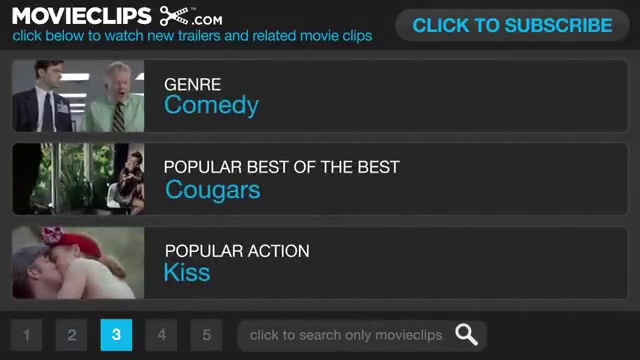 MOVIECLIPS .COM
click below to watch new trailers and related movie clips
CLICK TO SUBSCRIBE
GENRE
Comedy
POPULAR BEST OF THE BEST
Cougars
POPULAR ACTION
Kiss
1 2 3 4 5
click to search only movieclips